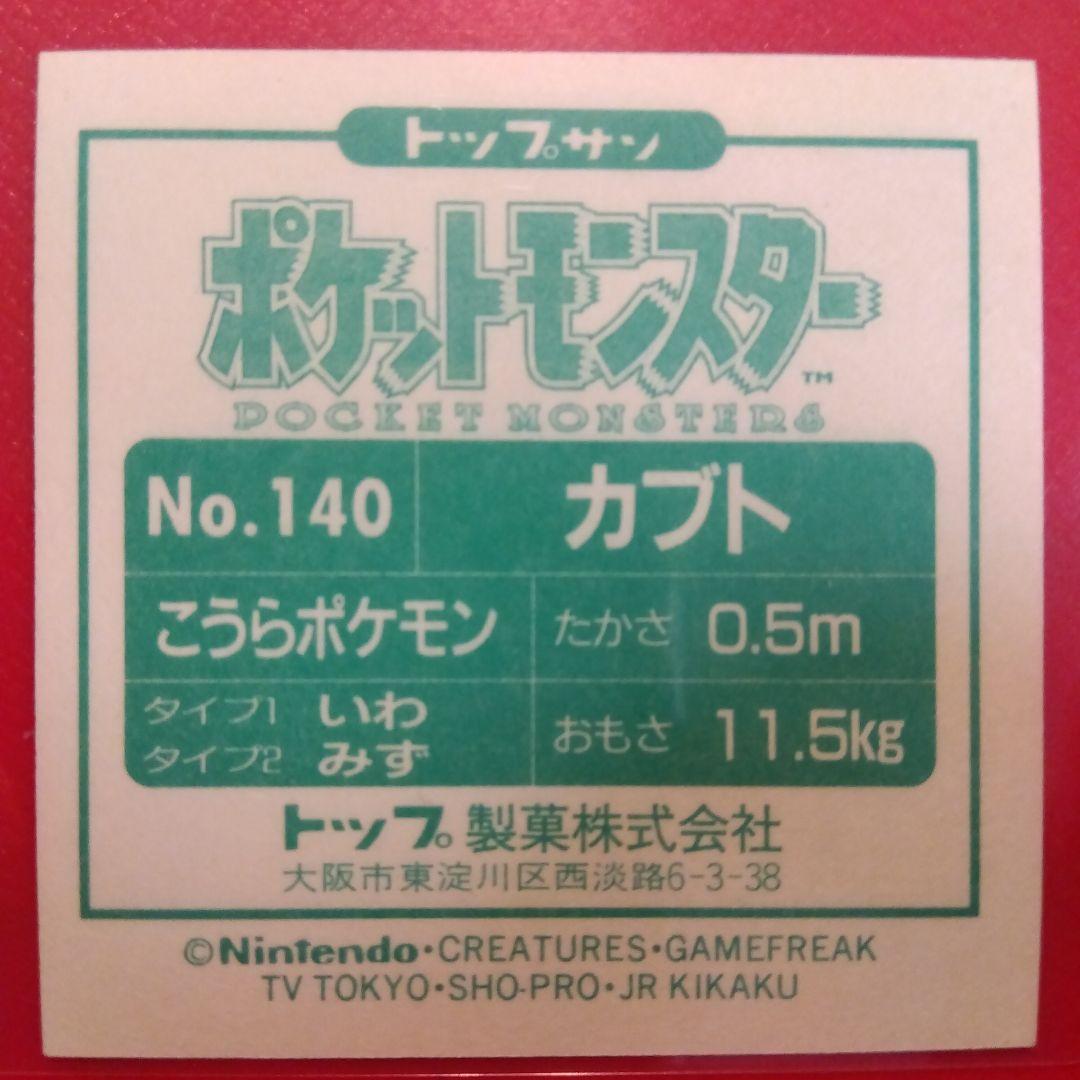 トップサン
ポケットモンスター™
POCKET MONSTERS
No.140 カブト
こうらポケモン たかさ 0.5m
タイプ1 いわ
タイプ2 みず
おもさ 11.5kg
トップ製菓株式会社
大阪市東淀川区西淡路6-3-38
©Nintendo・CREATURES・GAMEFREAK
TV TOKYO・SHO-PRO・JR KIKAKU